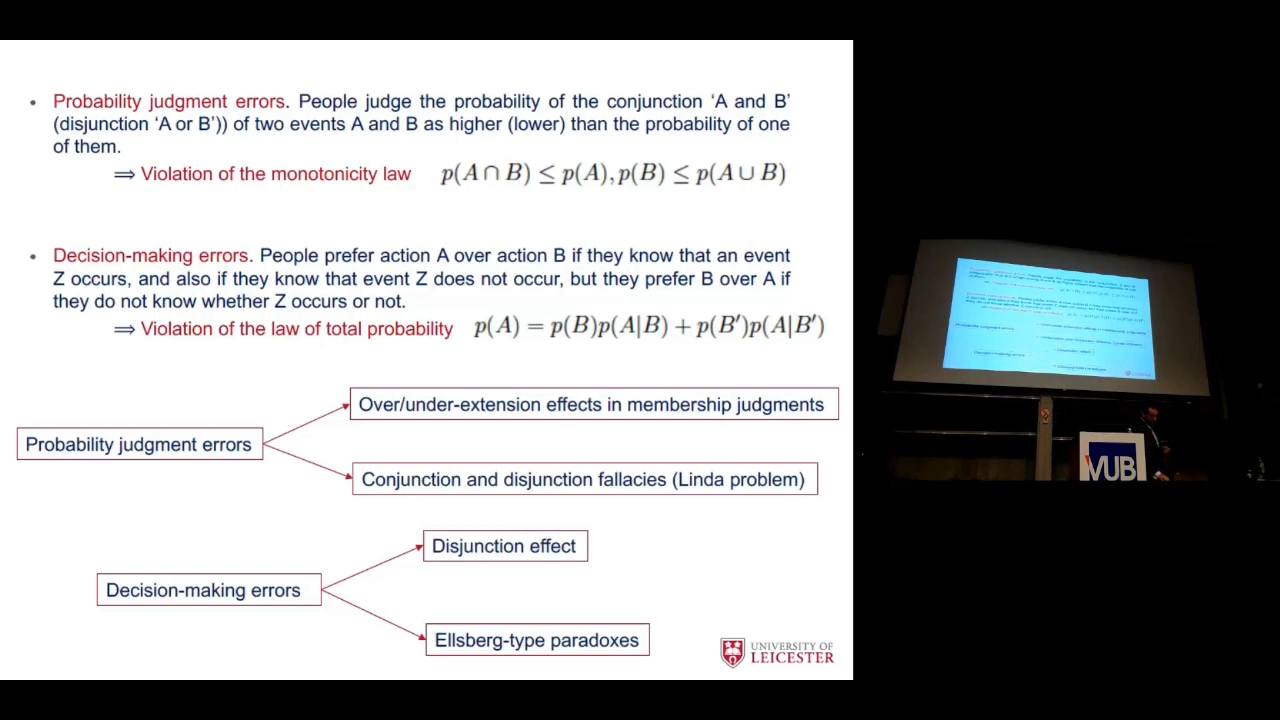 • Probability judgment errors. People judge the probability of the conjunction ‘A and B’
(disjunction ‘A or B’)) of two events A and B as higher (lower) than the probability of one
of them.
⟹ Violation of the monotonicity law p(A ∩ B) ≤ p(A), p(B) ≤ p(A ∪ B)
• Decision-making errors. People prefer action A over action B if they know that an event
Z occurs, and also if they know that event Z does not occur, but they prefer B over A if
they do not know whether Z occurs or not.
⟹ Violation of the law of total probability p(A) = p(B)p(A|B) + p(B′)p(A|B′)
Over/under-extension effects in membership judgments
Probability judgment errors
Conjunction and disjunction fallacies (Linda problem)
Disjunction effect
Decision-making errors
Ellsberg-type paradoxes
UNIVERSITY OF
LEICESTER
VUB